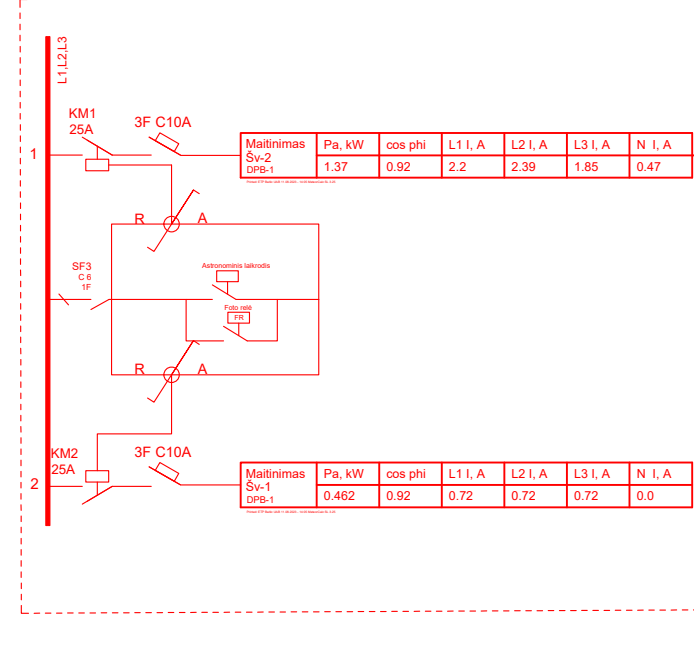 L1,L2,L3
KM1
25A
3F C10A
1
Maitinimas
Šv-2
DPB-1
Pa, kW cos phi L1 I, A L2 I, A L3 I, A N I, A
1.37 0.92 2.2 2.39 1.85 0.47
R A
SF3
C 6
1F
Astronominis laikrodis
Foto relė
FR
R A
KM2
25A
3F C10A
2
Maitinimas
Šv-1
DPB-1
Pa, kW cos phi L1 I, A L2 I, A L3 I, A N I, A
0.462 0.92 0.72 0.72 0.72 0.0